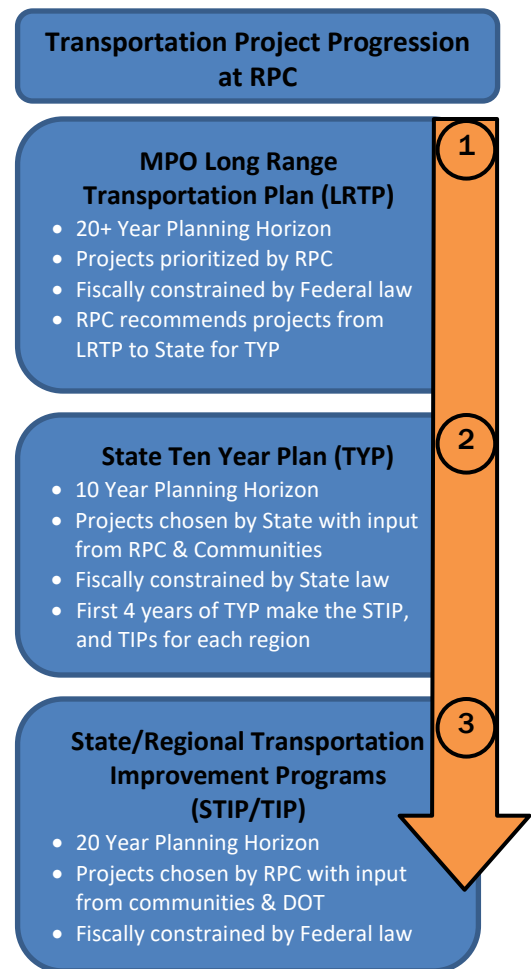 Transportation Project Progression
at RPC
1
MPO Long Range
Transportation Plan (LRTP)
• 20+ Year Planning Horizon
• Projects prioritized by RPC
• Fiscally constrained by Federal law
• RPC recommends projects from
LRTP to State for TYP
2
State Ten Year Plan (TYP)
• 10 Year Planning Horizon
• Projects chosen by State with input
from RPC & Communities
• Fiscally constrained by State law
• First 4 years of TYP make the STIP,
and TIPs for each region
3
State/Regional Transportation
Improvement Programs
(STIP/TIP)
• 20 Year Planning Horizon
• Projects chosen by RPC with input
from communities & DOT
• Fiscally constrained by Federal law